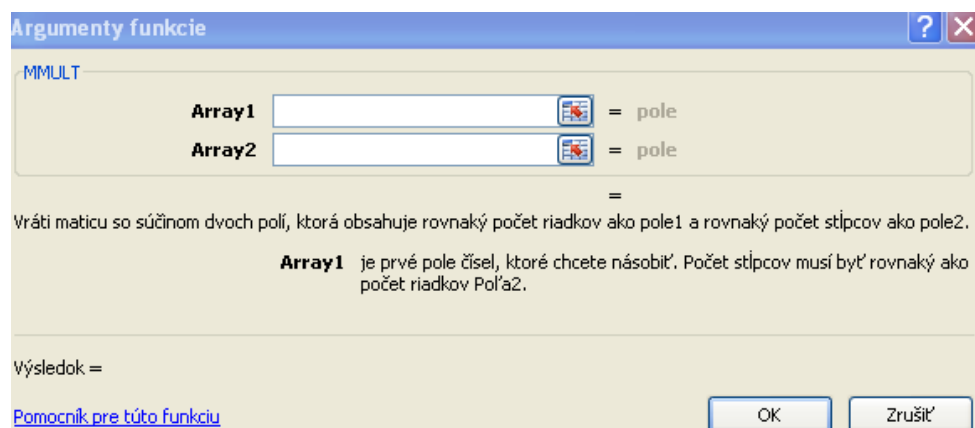 Argumenty funkcie
MMULT
Array1 = pole
Array2 = pole
=
Vráti maticu so súčinom dvoch polí, ktorá obsahuje rovnaký počet riadkov ako pole1 a rovnaký počet stĺpcov ako pole2.
Array1 je prvé pole čísel, ktoré chcete násobiť. Počet stĺpcov musí byť rovnaký ako
počet riadkov Poľa2.
Výsledok =
Pomocník pre túto funkciu OK Zrušiť